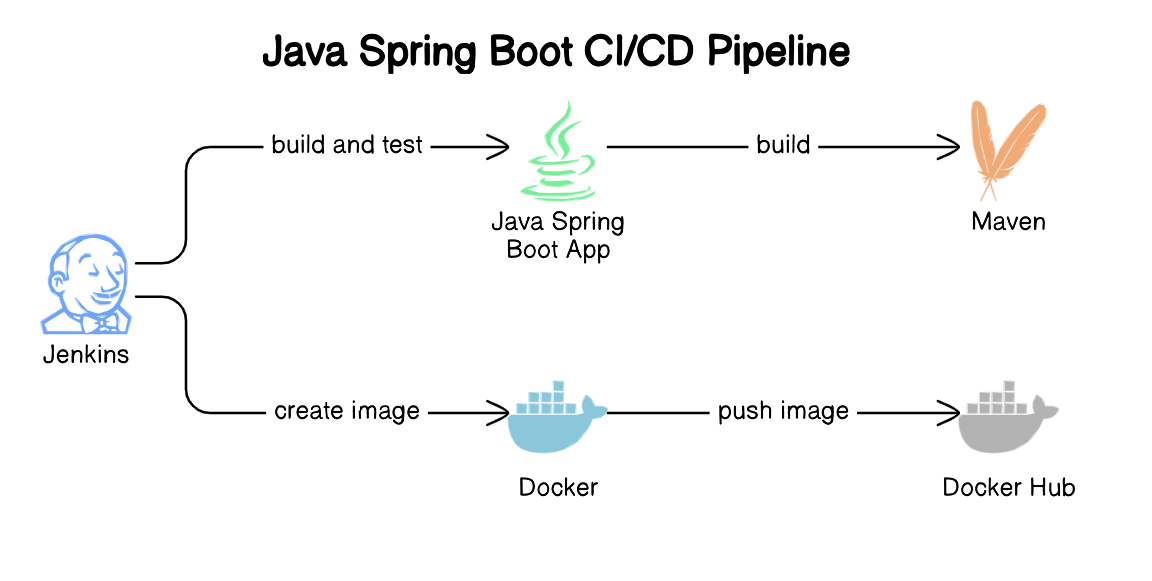 Java Spring Boot CI/CD Pipeline
build and test
build
Java Spring
Boot App
Maven
Jenkins
create image
push image
Docker
Docker Hub